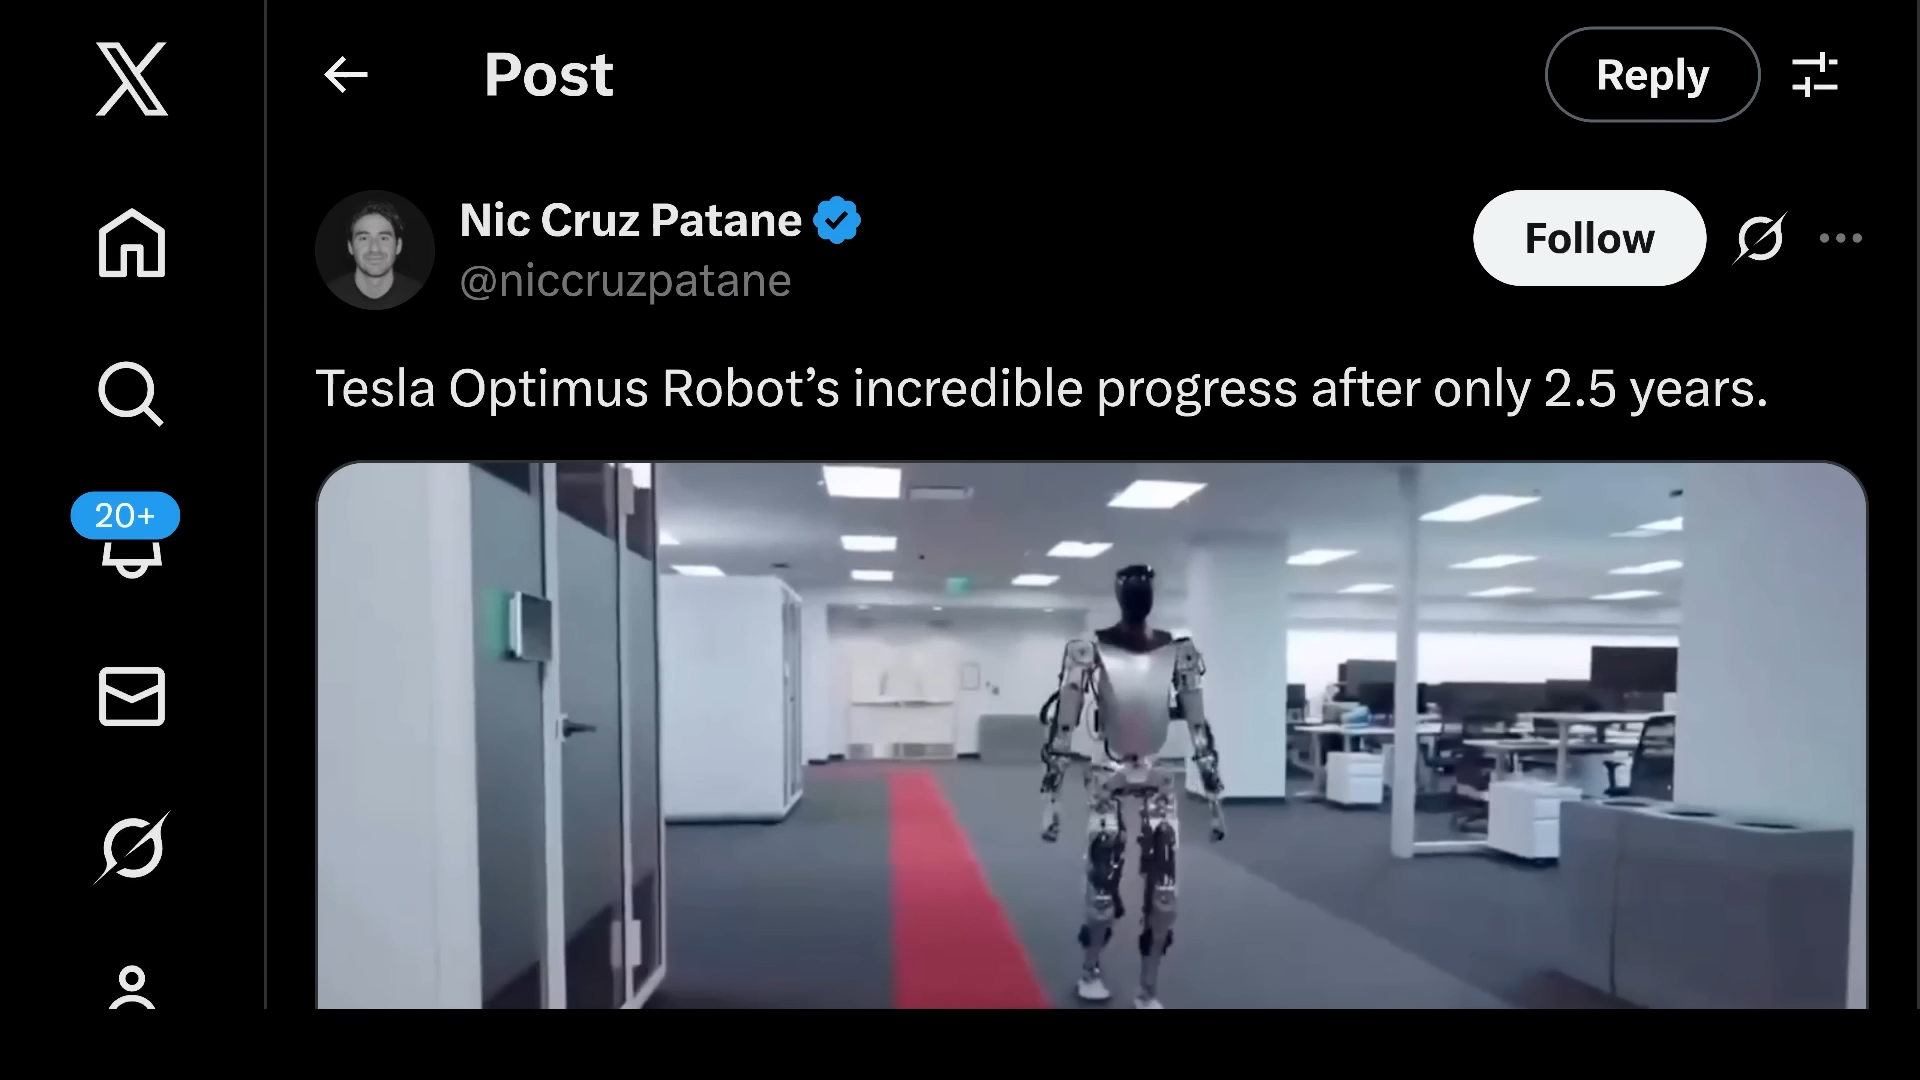 Post
Reply
Nic Cruz Patane
@niccruzpatane
Follow
Tesla Optimus Robot’s incredible progress after only 2.5 years.
20+